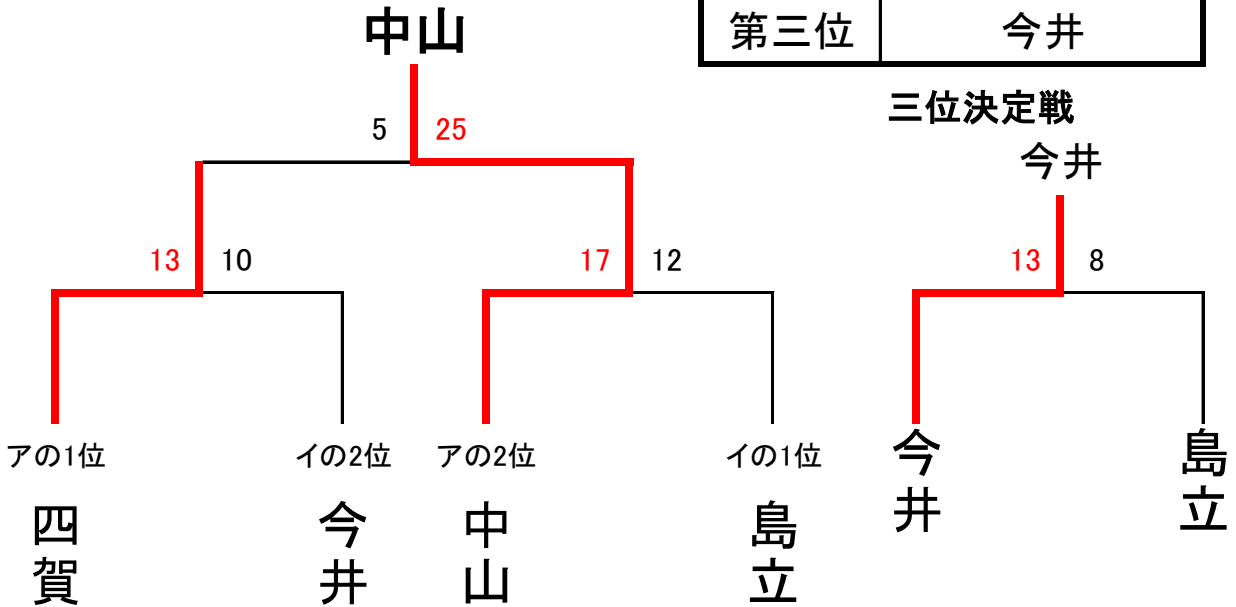 中山
第三位 今井
三位決定戦
今井
5 25
13 10
17 12
13 8
アの1位
イの2位
アの2位
イの1位
四賀
今井
中山
島立
今井
島立